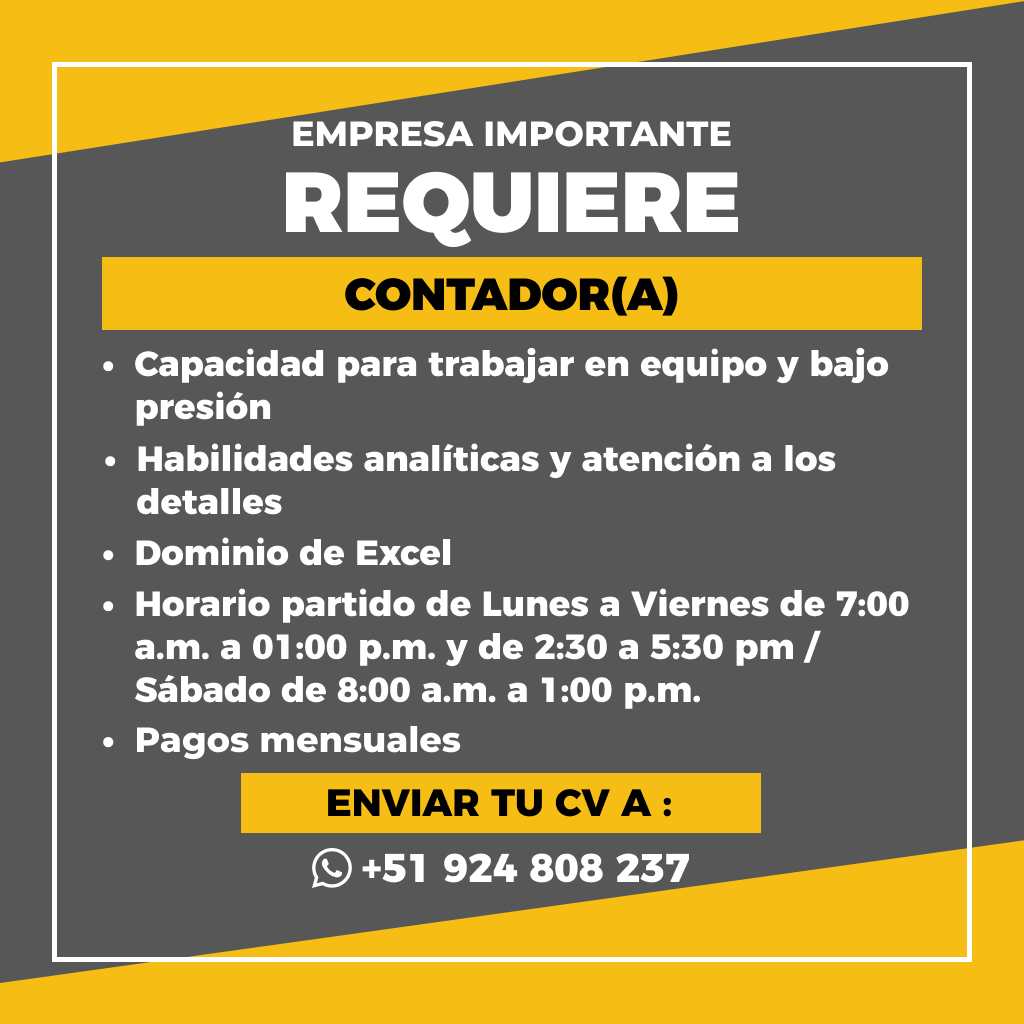 EMPRESA IMPORTANTE
REQUIERE
CONTADOR(A)
• Capacidad para trabajar en equipo y bajo
presión
• Habilidades analíticas y atención a los
detalles
• Dominio de Excel
• Horario partido de Lunes a Viernes de 7:00
a.m. a 01:00 p.m. y de 2:30 a 5:30 pm /
Sábado de 8:00 a.m. a 1:00 p.m.
• Pagos mensuales
ENVIAR TU CV A :
+51 924 808 237